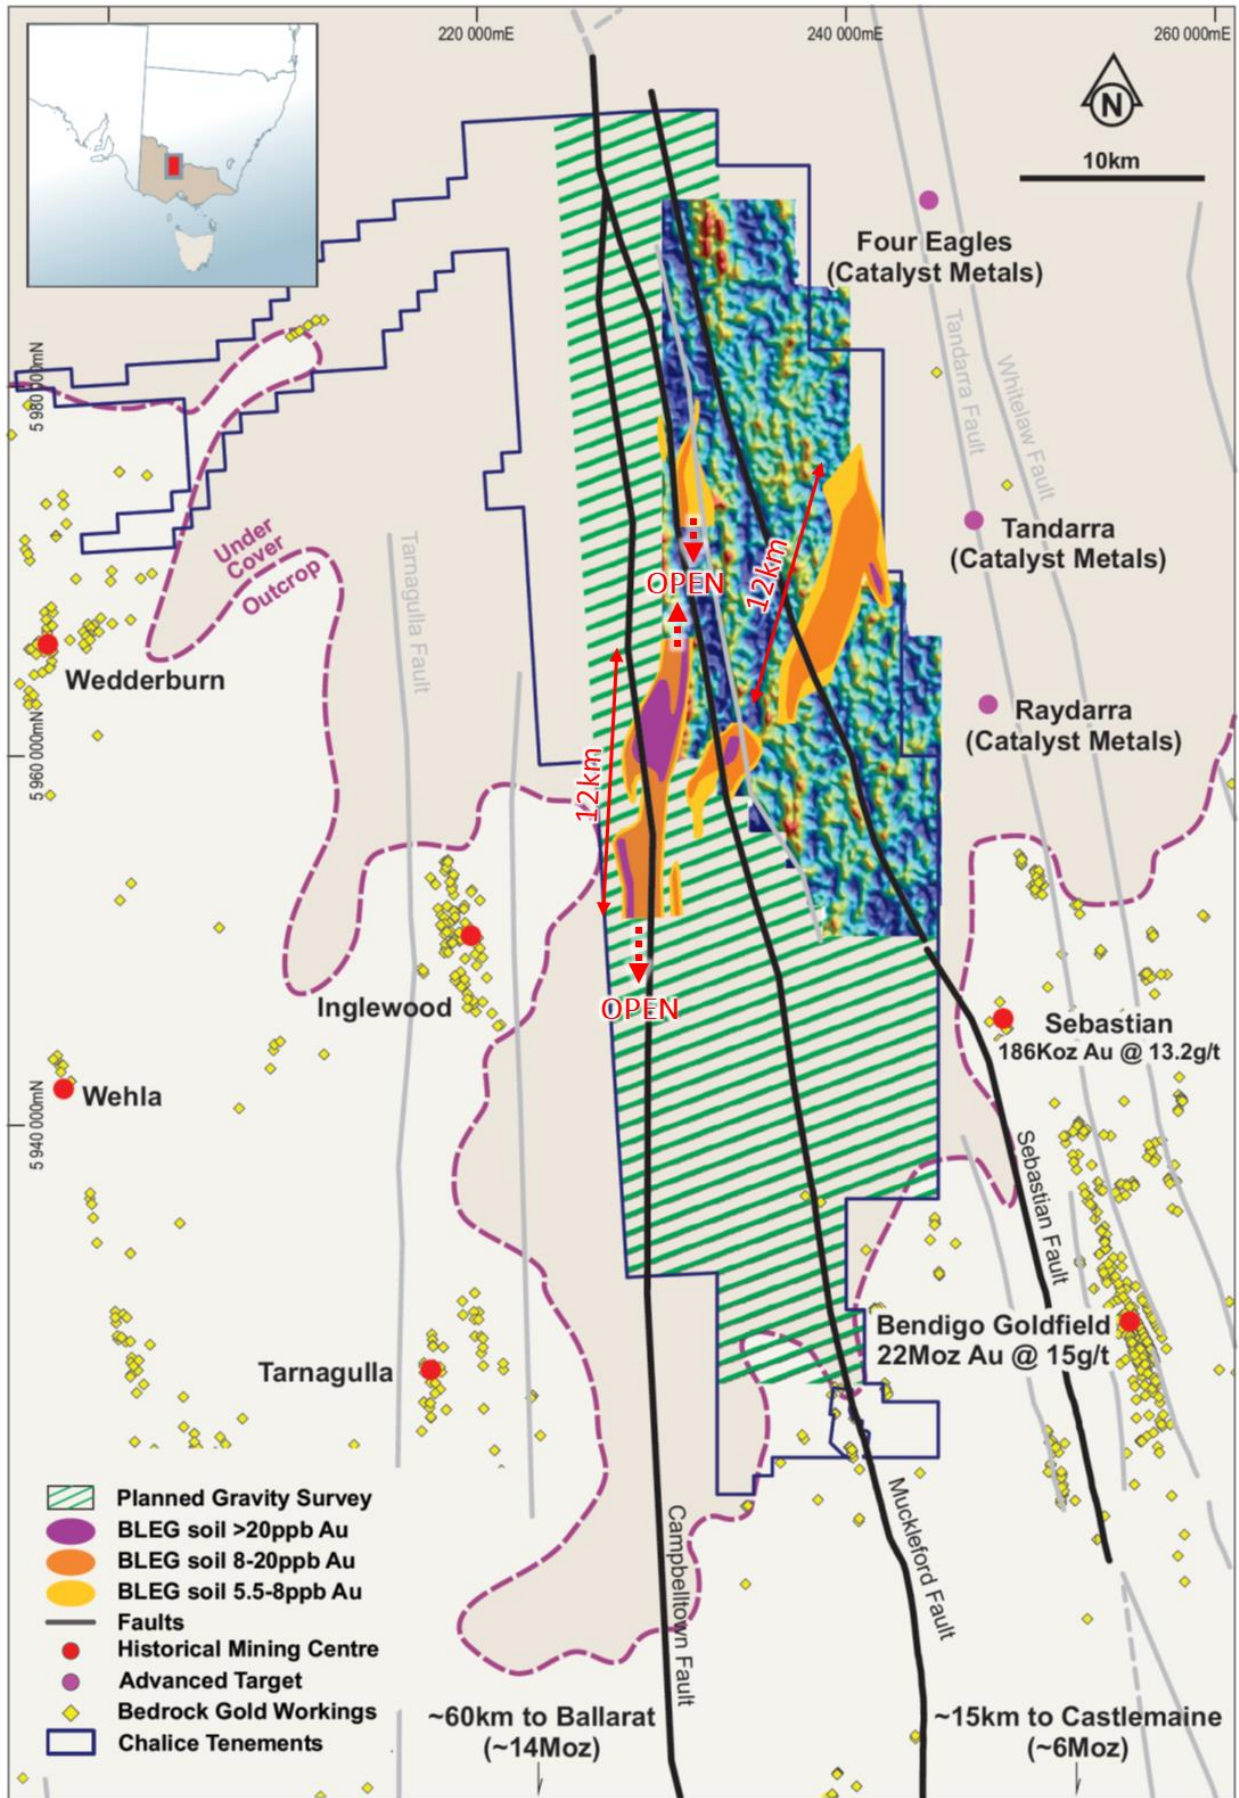 220 000mE
240 000mE
260 000mE
N
10km
Four Eagles
(Catalyst Metals)
Tandarra Fault
Whitelaw Fault
5 980 000mN
Under
Cover
Outcrop
Tarnagulla Fault
OPEN
12km
Tandarra
(Catalyst Metals)
Wedderburn
Raydarra
(Catalyst Metals)
5 960 000mN
12km
Inglewood
OPEN
Sebastian
186Koz Au @ 13.2g/t
Wehla
5 940 000mN
Sebastian Fault
Bendigo Goldfield
22Moz Au @ 15g/t
Tarnagulla
Planned Gravity Survey
BLEG soil >20ppb Au
BLEG soil 8-20ppb Au
BLEG soil 5.5-8ppb Au
Faults
Historical Mining Centre
Advanced Target
Bedrock Gold Workings
Chalice Tenements
Campbelltown Fault
Muckleford Fault
~60km to Ballarat
(~14Moz)
~15km to Castlemaine
(~6Moz)